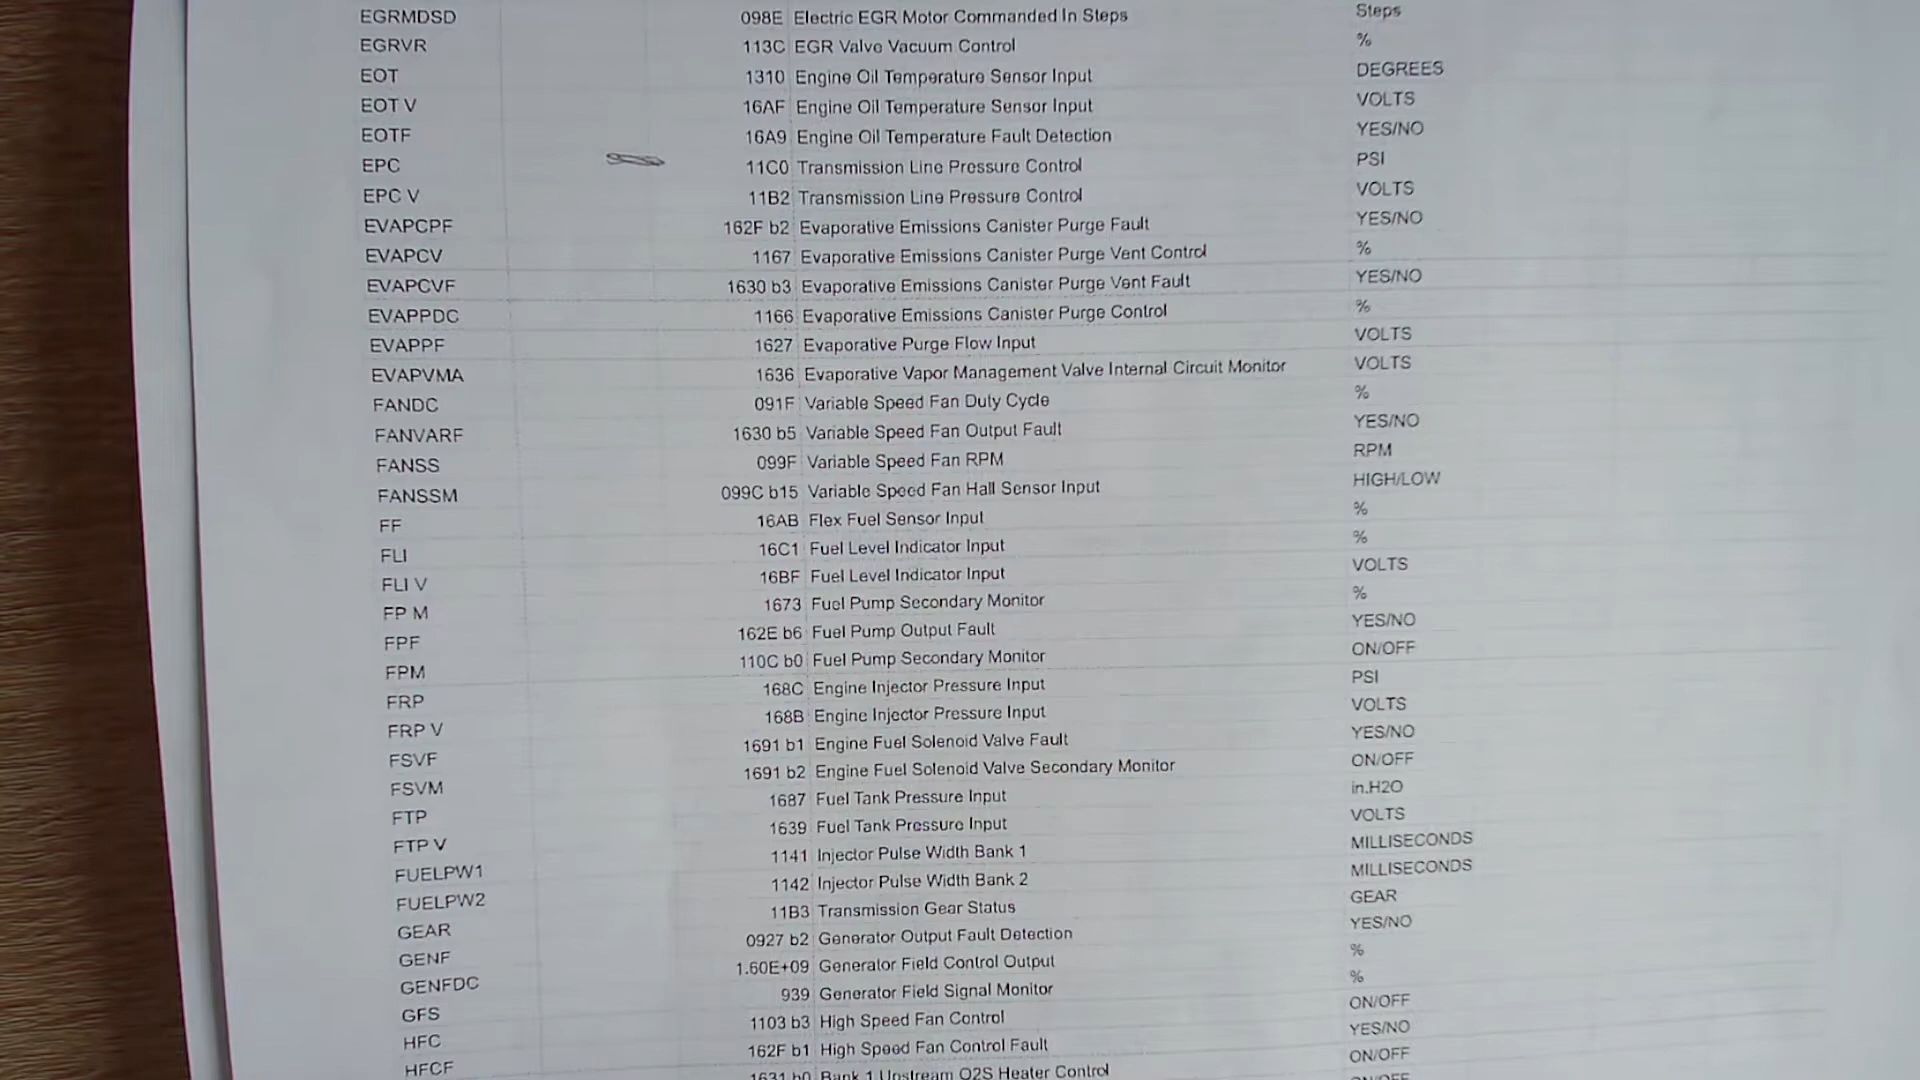 EGRMDSD 098E Electric EGR Motor Commanded In Steps Steps
EGRVR 113C EGR Valve Vacuum Control %
EOT 1310 Engine Oil Temperature Sensor Input DEGREES
EOT V 16AF Engine Oil Temperature Sensor Input VOLTS
EOTF 16A9 Engine Oil Temperature Fault Detection YES/NO
EPC 11C0 Transmission Line Pressure Control PSI
EPC V 11B2 Transmission Line Pressure Control VOLTS
EVAPCPF 162F b2 Evaporative Emissions Canister Purge Fault YES/NO
EVAPCV 1167 Evaporative Emissions Canister Purge Vent Control %
EVAPCVF 1630 b3 Evaporative Emissions Canister Purge Vent Fault YES/NO
EVAPPDC 1166 Evaporative Emissions Canister Purge Control %
EVAPPF 1627 Evaporative Purge Flow Input VOLTS
EVAPVMA 1636 Evaporative Vapor Management Valve Internal Circuit Monitor VOLTS
FANDC 091F Variable Speed Fan Duty Cycle %
FANVARF 1630 b5 Variable Speed Fan Output Fault YES/NO
FANSS 099F Variable Speed Fan RPM RPM
FANSSM 099C b15 Variable Speed Fan Hall Sensor Input HIGH/LOW
FF 16AB Flex Fuel Sensor Input %
FLI 16C1 Fuel Level Indicator Input %
FLI V 16BF Fuel Level Indicator Input VOLTS
FP M 1673 Fuel Pump Secondary Monitor %
FPF 162E b6 Fuel Pump Output Fault YES/NO
FPM 110C b0 Fuel Pump Secondary Monitor ON/OFF
FRP 168C Engine Injector Pressure Input PSI
FRP V 168B Engine Injector Pressure Input VOLTS
FSVF 1691 b1 Engine Fuel Solenoid Valve Fault YES/NO
FSVM 1691 b2 Engine Fuel Solenoid Valve Secondary Monitor ON/OFF
FTP 1687 Fuel Tank Pressure Input in.H2O
FTP V 1639 Fuel Tank Pressure Input VOLTS
FUELPW1 1141 Injector Pulse Width Bank 1 MILLISECONDS
FUELPW2 1142 Injector Pulse Width Bank 2 MILLISECONDS
GEAR 11B3 Transmission Gear Status GEAR
GENF 0927 b2 Generator Output Fault Detection YES/NO
GENFDC 1.60E+09 Generator Field Control Output %
GFS 939 Generator Field Signal Monitor %
HFC 1103 b3 High Speed Fan Control ON/OFF
HFCF 162F b1 High Speed Fan Control Fault YES/NO
1631 b0 Bank 1 Upstream O2S Heater Control ON/OFF